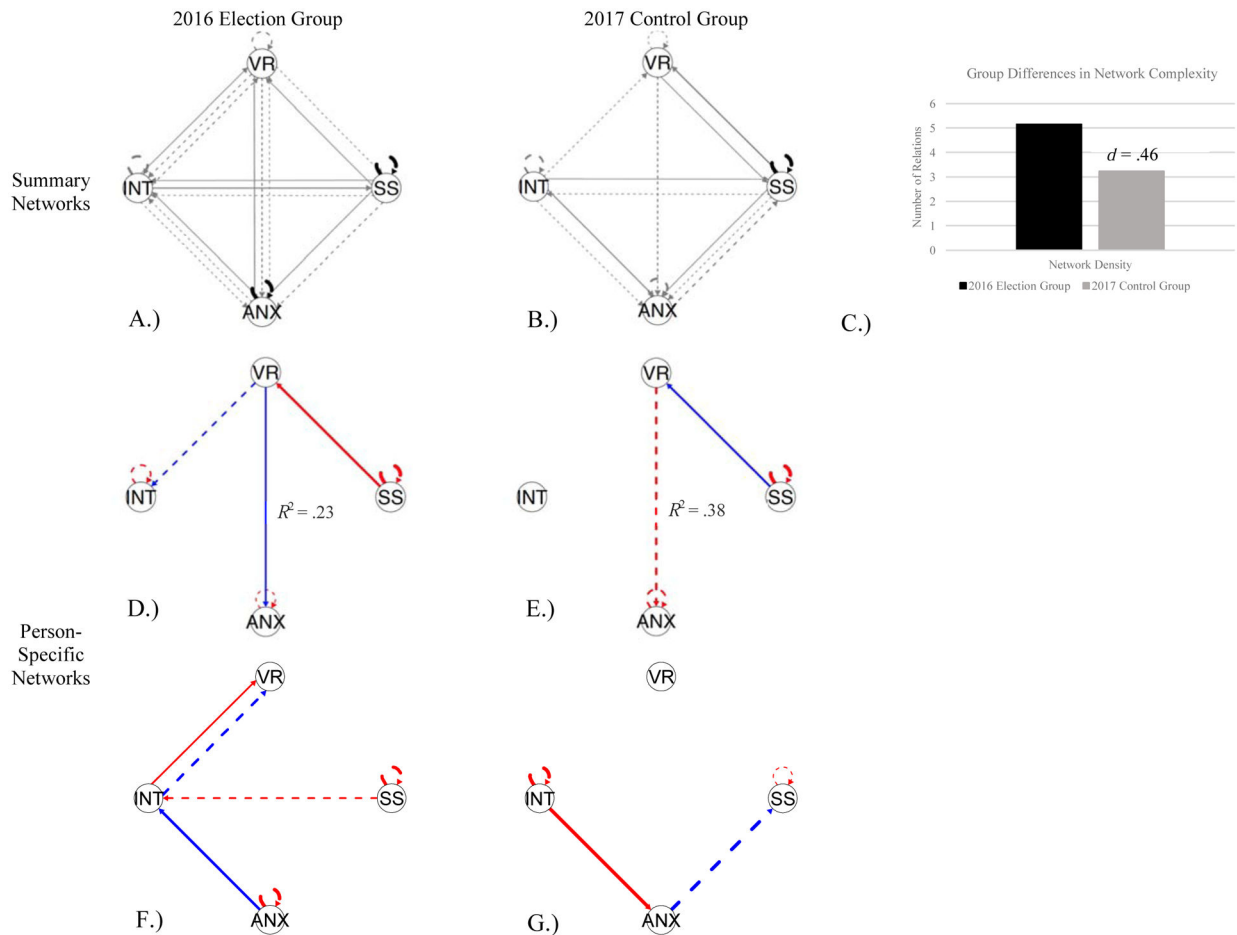 2016 Election Group
2017 Control Group
Summary
Networks
VR
INT
SS
ANX
A.)
VR
INT
SS
ANX
B.)
Group Differences in Network Complexity
Number of Relations
6
5
4
3
2
1
0
d = .46
Network Density
2016 Election Group
2017 Control Group
C.)
VR
INT
SS
R² = .23
ANX
D.)
VR
INT
SS
R² = .38
ANX
E.)
Person-
Specific
Networks
VR
INT
SS
ANX
F.)
VR
INT
SS
ANX
G.)